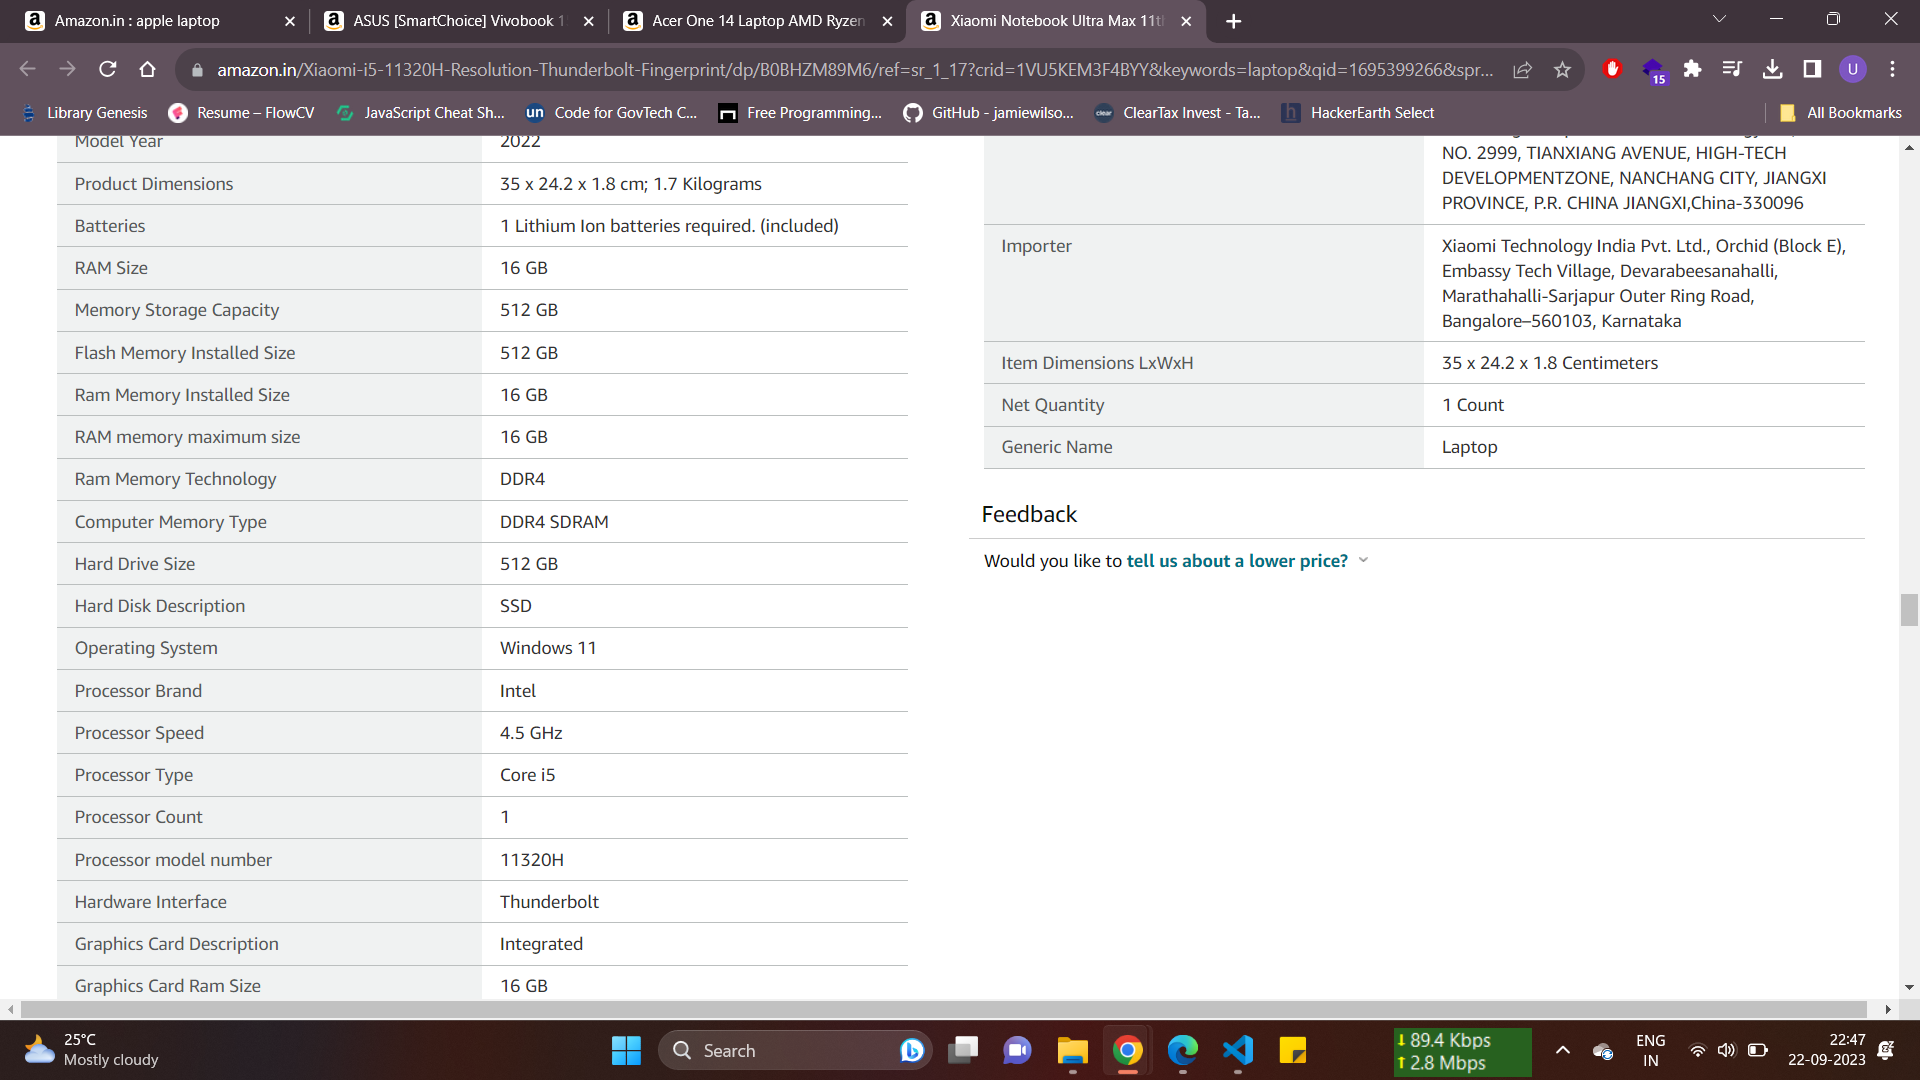 Amazon.in : apple laptop
ASUS [SmartChoice] Vivobook 1
Acer One 14 Laptop AMD Ryzen
Xiaomi Notebook Ultra Max 11th
amazon.in/Xiaomi-i5-11320H-Resolution-Thunderbolt-Fingerprint/dp/B0BHZM89M6/ref=sr_1_17?crid=1VU5KEM3F4BYY&keywords=laptop&qid=1695399266&spr...
15
U
Library Genesis
Resume – FlowCV
JavaScript Cheat Sh...
un Code for GovTech C...
Free Programming...
GitHub - jamiewilso...
clear ClearTax Invest - Ta...
h HackerEarth Select
All Bookmarks
Model Year 2022
Product Dimensions 35 x 24.2 x 1.8 cm; 1.7 Kilograms
Batteries 1 Lithium Ion batteries required. (included)
RAM Size 16 GB
Memory Storage Capacity 512 GB
Flash Memory Installed Size 512 GB
Ram Memory Installed Size 16 GB
RAM memory maximum size 16 GB
Ram Memory Technology DDR4
Computer Memory Type DDR4 SDRAM
Hard Drive Size 512 GB
Hard Disk Description SSD
Operating System Windows 11
Processor Brand Intel
Processor Speed 4.5 GHz
Processor Type Core i5
Processor Count 1
Processor model number 11320H
Hardware Interface Thunderbolt
Graphics Card Description Integrated
Graphics Card Ram Size 16 GB
NO. 2999, TIANXIANG AVENUE, HIGH-TECH
DEVELOPMENTZONE, NANCHANG CITY, JIANGXI
PROVINCE, P.R. CHINA JIANGXI,China-330096
Importer Xiaomi Technology India Pvt. Ltd., Orchid (Block E),
Embassy Tech Village, Devarabeesanahalli,
Marathahalli-Sarjapur Outer Ring Road,
Bangalore–560103, Karnataka
Item Dimensions LxWxH 35 x 24.2 x 1.8 Centimeters
Net Quantity 1 Count
Generic Name Laptop
Feedback
Would you like to tell us about a lower price?
25°C
Mostly cloudy
Search
89.4 Kbps
2.8 Mbps
ENG
IN
22:47
22-09-2023